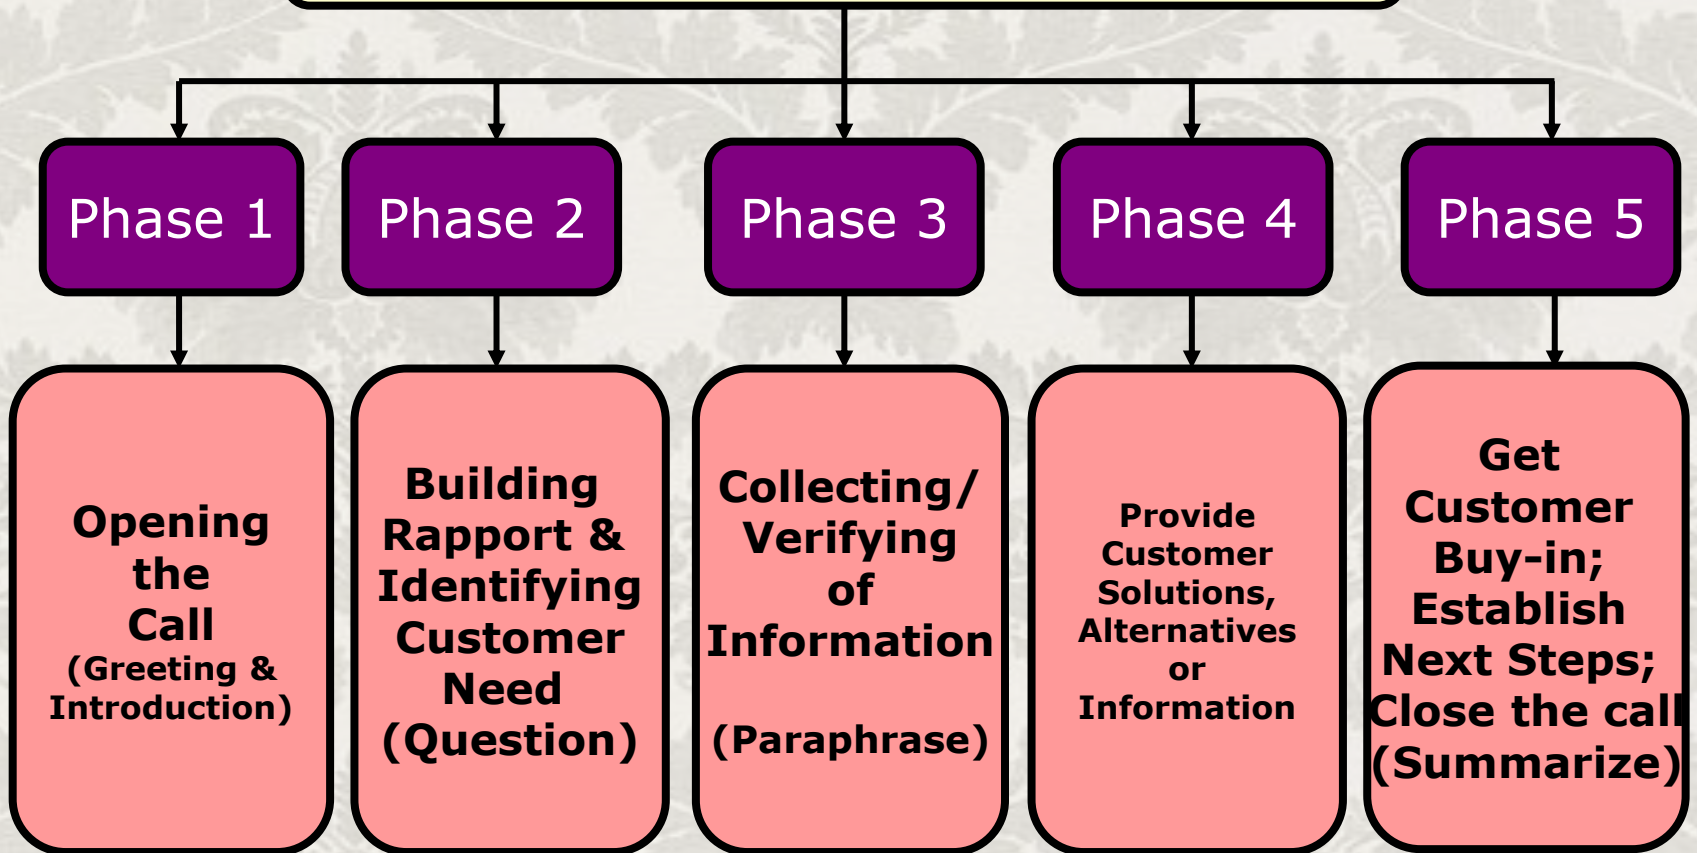 Phase 1
Phase 2
Phase 3
Phase 4
Phase 5
Opening
the
Call
(Greeting &
Introduction)
Building
Rapport &
Identifying
Customer
Need
(Question)
Collecting/
Verifying
of
Information
(Paraphrase)
Provide
Customer
Solutions,
Alternatives
or
Information
Get
Customer
Buy-in;
Establish
Next Steps;
Close the call
(Summarize)